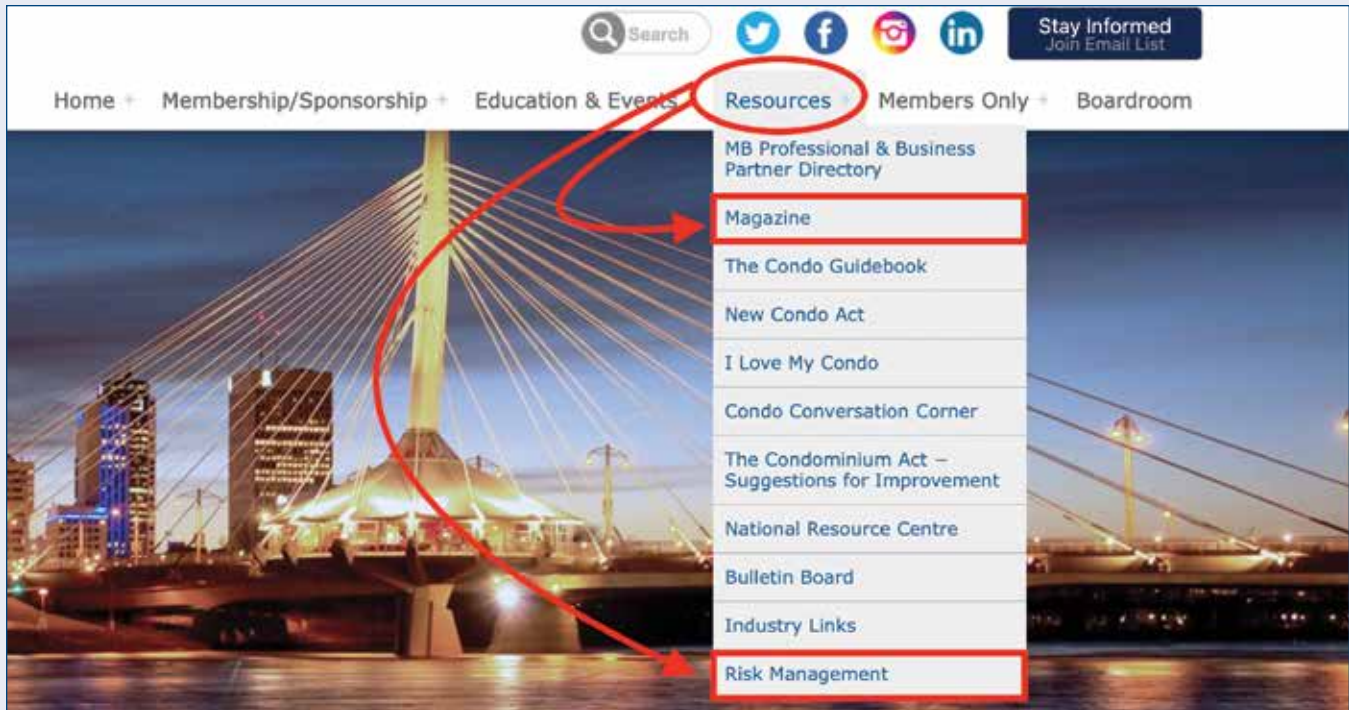 Search
Stay Informed
Join Email List
Home + Membership/Sponsorship + Education & Events Resources + Members Only + Boardroom
MB Professional & Business
Partner Directory
Magazine
The Condo Guidebook
New Condo Act
I Love My Condo
Condo Conversation Corner
The Condominium Act –
Suggestions for Improvement
National Resource Centre
Bulletin Board
Industry Links
Risk Management